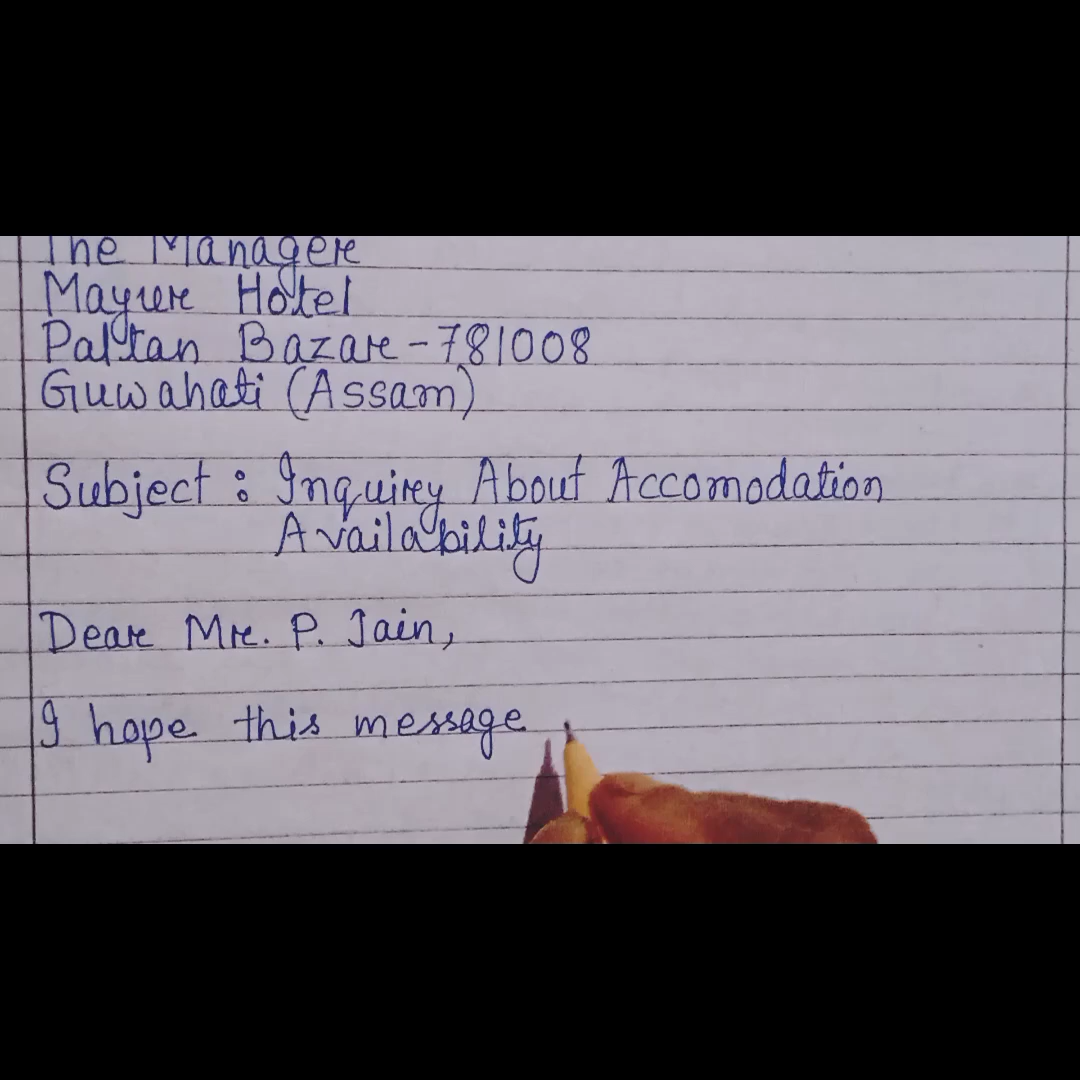 The Manager
Mayur Hotel
Paltan Bazar-781008
Guwahati (Assam)
Subject : Inquiry About Accomodation
Availability
Dear Mr. P. Jain,
I hope this message